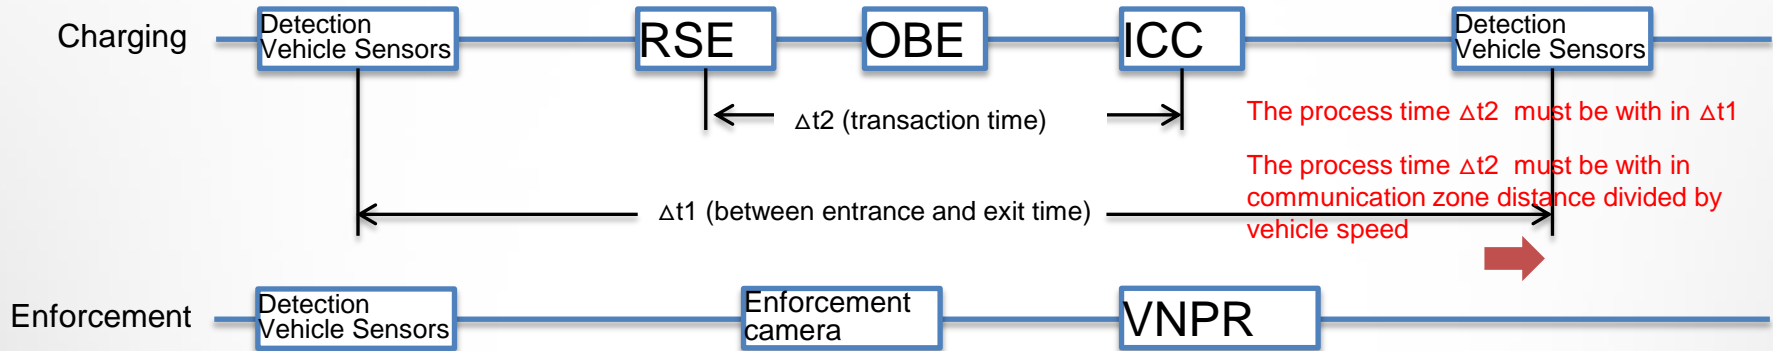 Charging
Detection
Vehicle Sensors
RSE
OBE
ICC
Detection
Vehicle Sensors
△t2 (transaction time)
The process time △t2 must be with in △t1
The process time △t2 must be with in
communication zone distance divided by
vehicle speed
△t1 (between entrance and exit time)
Enforcement
Detection
Vehicle Sensors
Enforcement
camera
VNPR